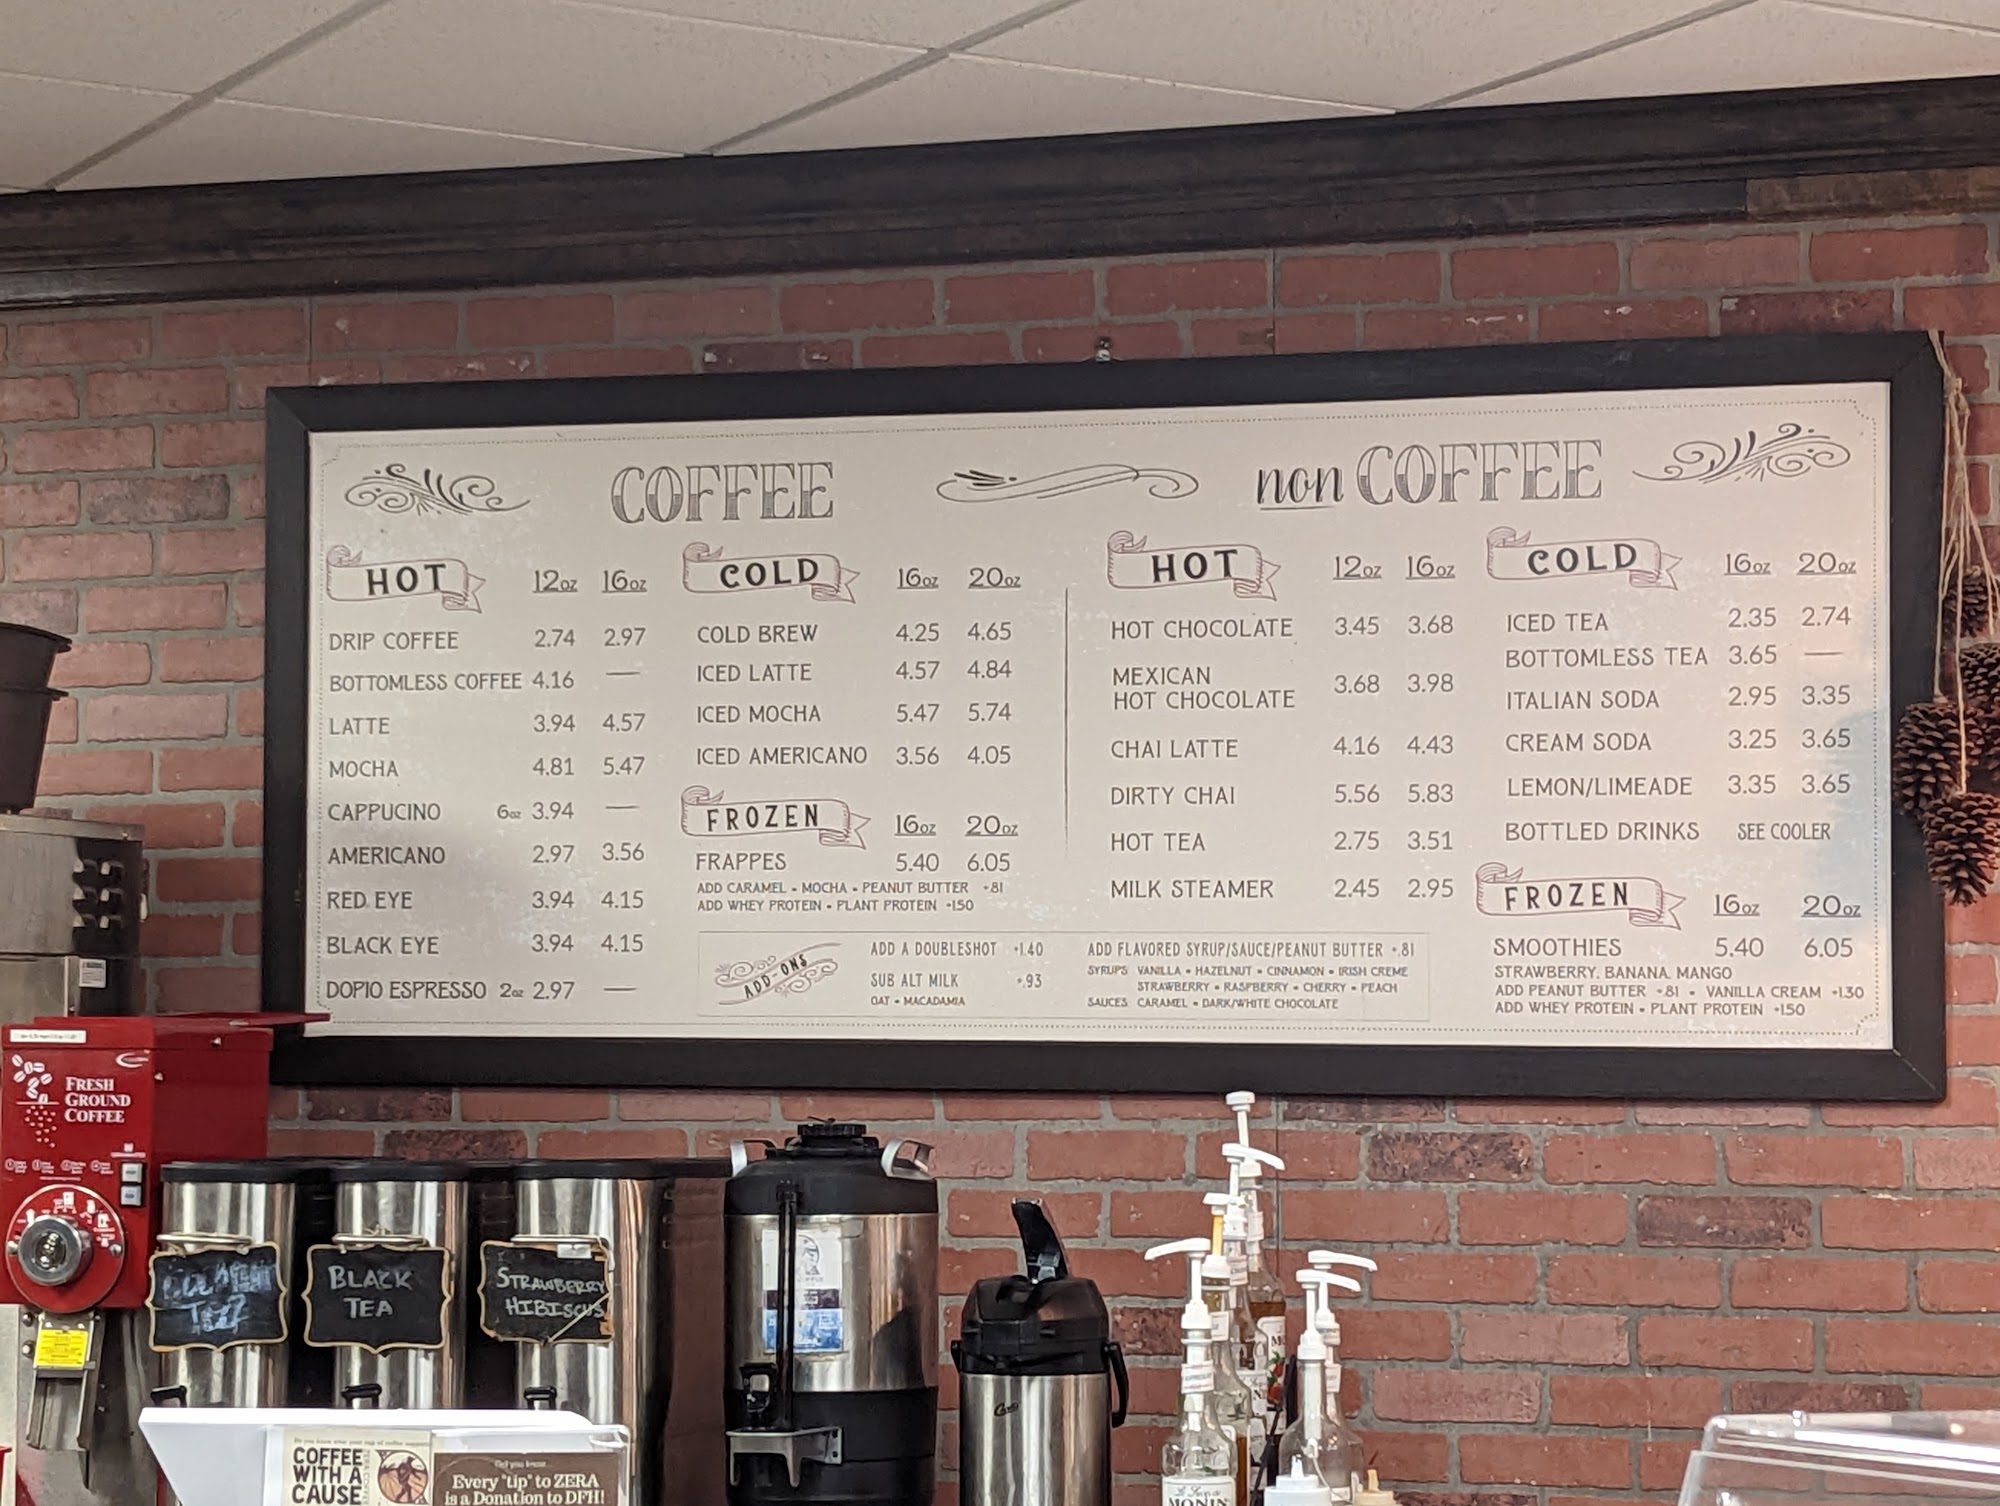 COFFEE
HOT 12oz 16oz
DRIP COFFEE 2.74 2.97
BOTTOMLESS COFFEE 4.16 —
LATTE 3.94 4.57
MOCHA 4.81 5.47
CAPPUCINO 6oz 3.94 —
AMERICANO 2.97 3.56
RED EYE 3.94 4.15
BLACK EYE 3.94 4.15
DOPIO ESPRESSO 2oz 2.97 —
COLD 16oz 20oz
COLD BREW 4.25 4.65
ICED LATTE 4.57 4.84
ICED MOCHA 5.47 5.74
ICED AMERICANO 3.56 4.05
FROZEN 16oz 20oz
FRAPPES 5.40 6.05
ADD CARAMEL • MOCHA • PEANUT BUTTER +.81
ADD WHEY PROTEIN • PLANT PROTEIN +1.50
non COFFEE
HOT 12oz 16oz
HOT CHOCOLATE 3.45 3.68
MEXICAN
HOT CHOCOLATE 3.68 3.98
CHAI LATTE 4.16 4.43
DIRTY CHAI 5.56 5.83
HOT TEA 2.75 3.51
MILK STEAMER 2.45 2.95
COLD 16oz 20oz
ICED TEA 2.35 2.74
BOTTOMLESS TEA 3.65 —
ITALIAN SODA 2.95 3.35
CREAM SODA 3.25 3.65
LEMON/LIMEADE 3.35 3.65
BOTTLED DRINKS SEE COOLER
FROZEN 16oz 20oz
SMOOTHIES 5.40 6.05
STRAWBERRY, BANANA, MANGO
ADD PEANUT BUTTER +.81 • VANILLA CREAM +1.30
ADD WHEY PROTEIN • PLANT PROTEIN +1.50
ADD-ONS
ADD A DOUBLESHOT +1.40
SUB ALT MILK +.93
OAT • MACADAMIA
ADD FLAVORED SYRUP/SAUCE/PEANUT BUTTER +.81
SYRUPS VANILLA • HAZELNUT • CINNAMON • IRISH CREME
STRAWBERRY • RASPBERRY • CHERRY • PEACH
SAUCES CARAMEL • DARK/WHITE CHOCOLATE
FRESH
GROUND
COFFEE
BLACK
TEA
STRAWBERRY
HIBISCUS
COFFEE
WITH A
CAUSE
Every "tip" to ZERA
is a Donation to DFH!
MONIN